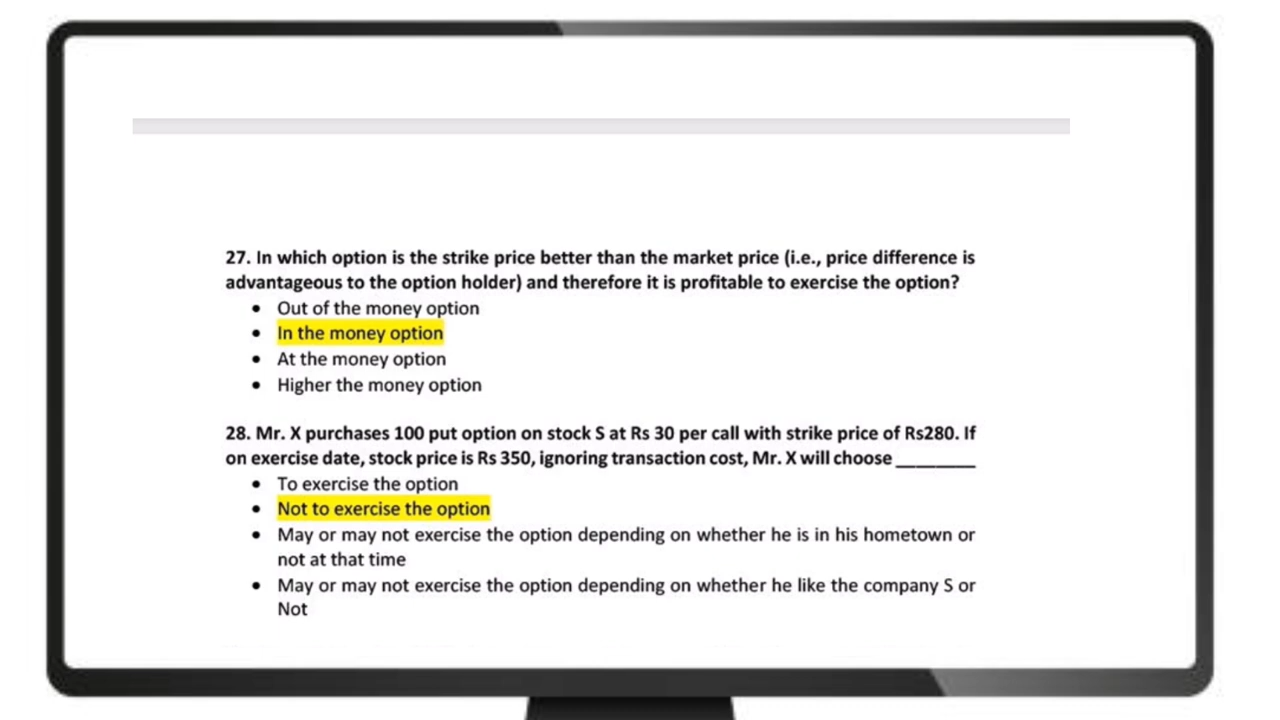 27. In which option is the strike price better than the market price (i.e., price difference is
advantageous to the option holder) and therefore it is profitable to exercise the option?
• Out of the money option
• In the money option
• At the money option
• Higher the money option
28. Mr. X purchases 100 put option on stock S at Rs 30 per call with strike price of Rs280. If
on exercise date, stock price is Rs 350, ignoring transaction cost, Mr. X will choose ________
• To exercise the option
• Not to exercise the option
• May or may not exercise the option depending on whether he is in his hometown or
not at that time
• May or may not exercise the option depending on whether he like the company S or
Not